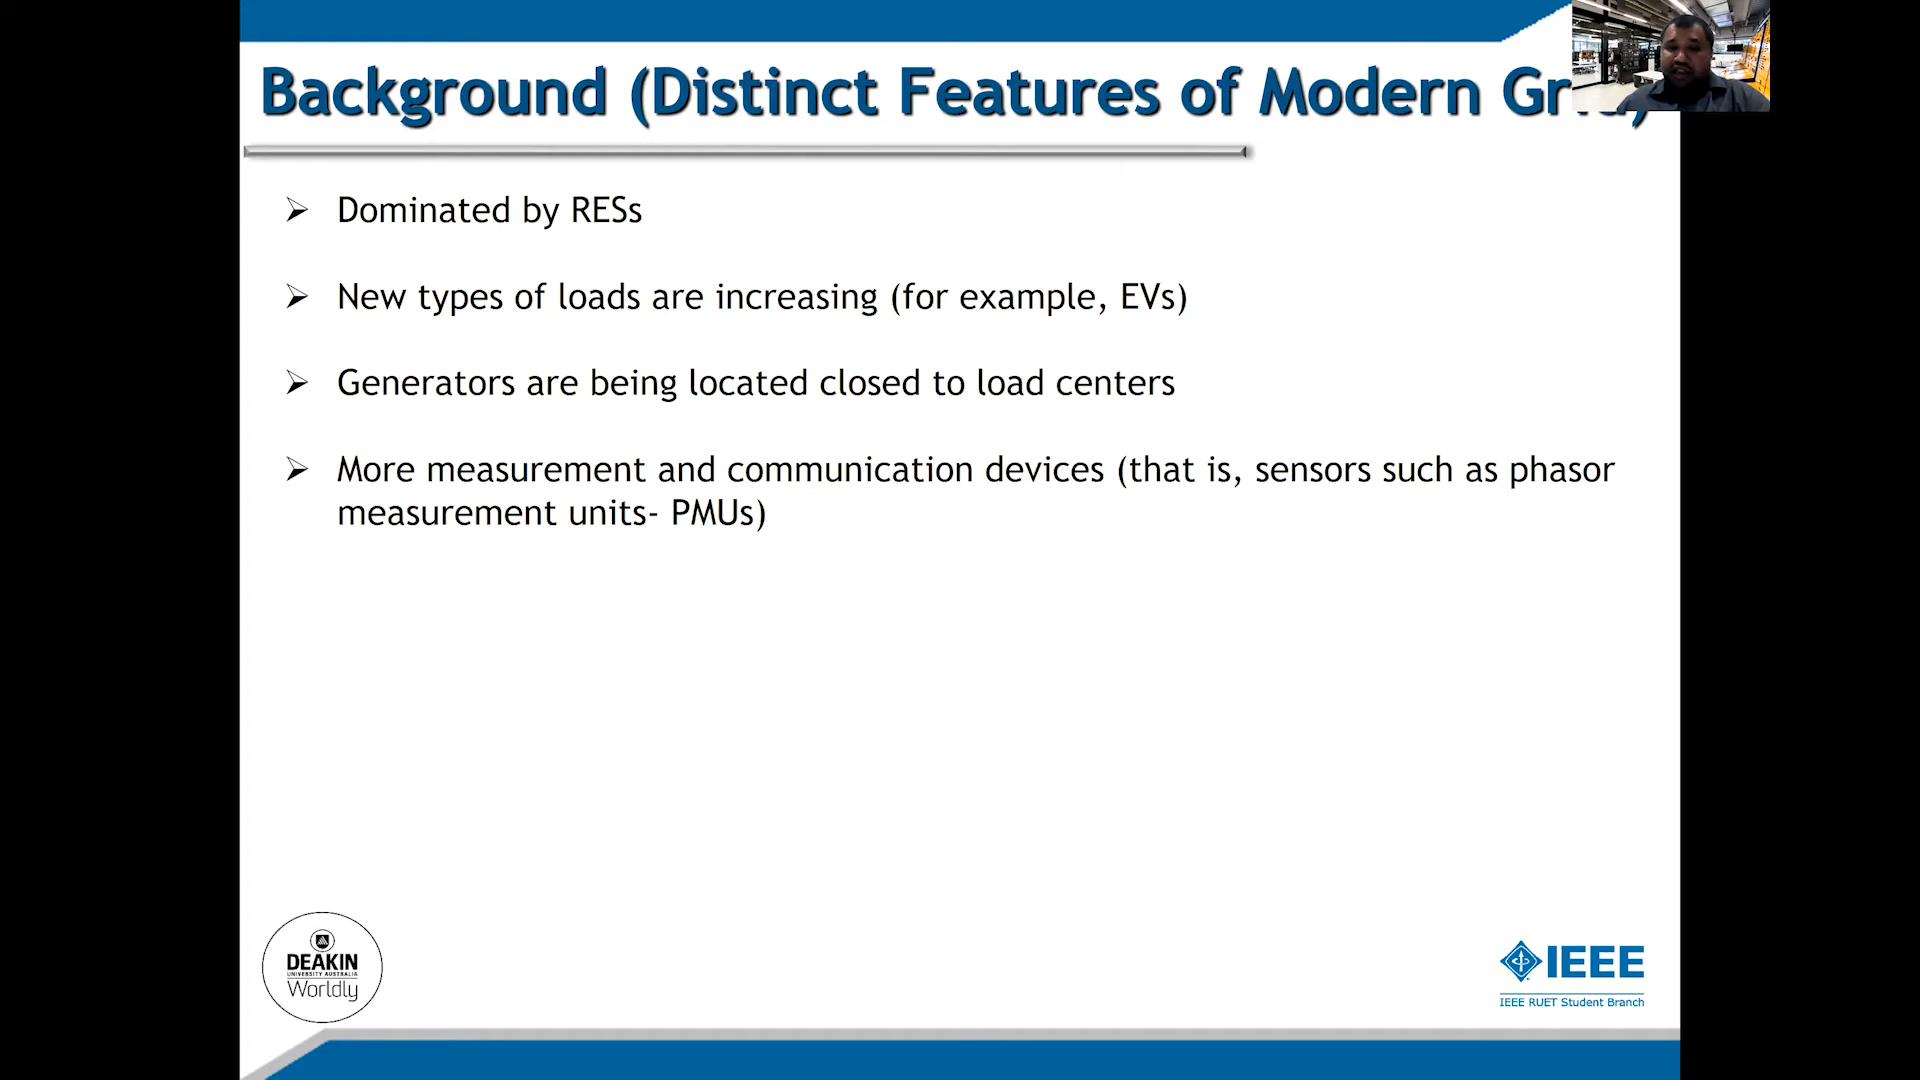 Background (Distinct Features of Modern
Dominated by RESs
New types of loads are increasing (for example, EVs)
Generators are being located closed to load centers
More measurement and communication devices (that is, sensors such as phasor
measurement units- PMUs)
DEAKIN
UNIVERSITY AUSTRALIA
Worldly
IEEE
IEEE RUET Student Branch